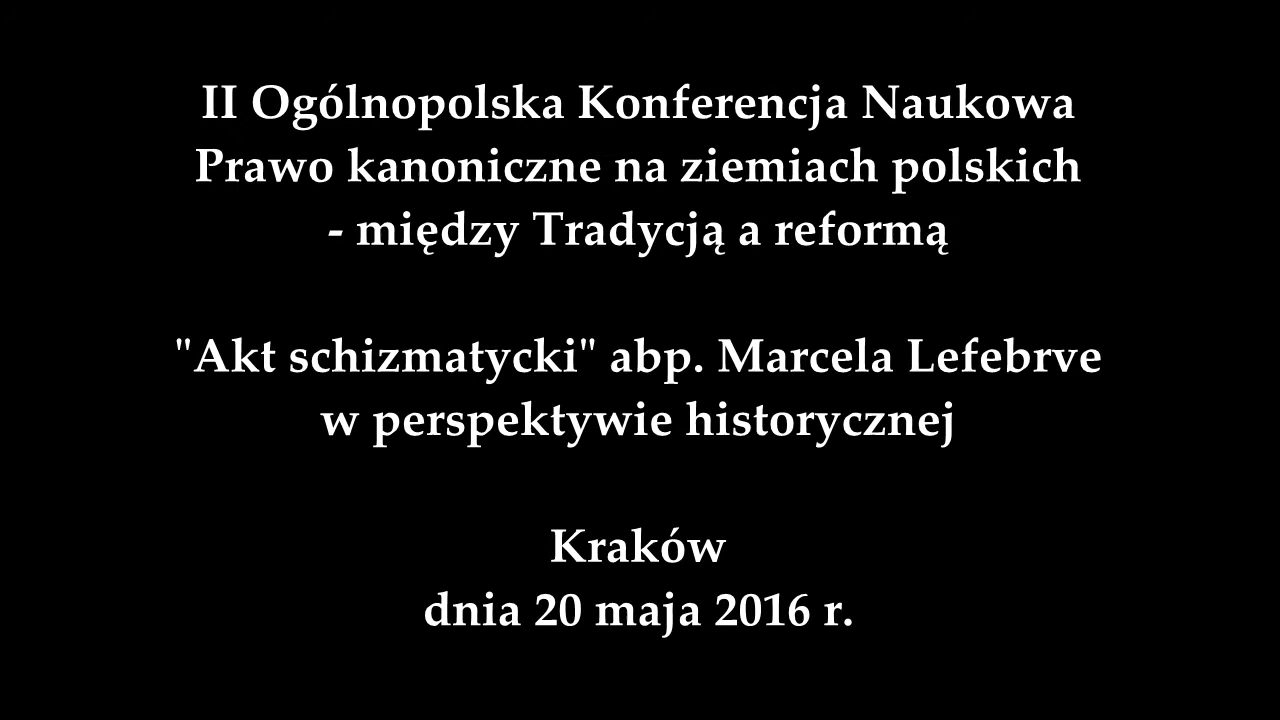 II Ogólnopolska Konferencja Naukowa
Prawo kanoniczne na ziemiach polskich
- między Tradycją a reformą
"Akt schizmatycki" abp. Marcela Lefebrve
w perspektywie historycznej
Kraków
dnia 20 maja 2016 r.